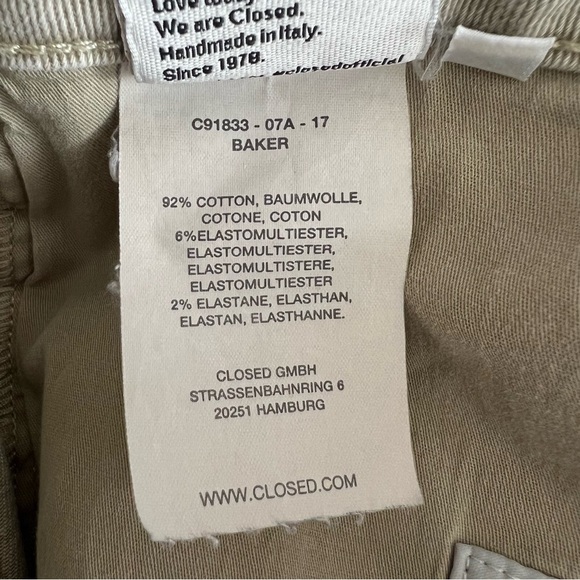 We are Closed.
Handmade in Italy.
Since 1978.
C91833 - 07A - 17
BAKER
92% COTTON, BAUMWOLLE,
COTONE, COTON
6%ELASTOMULTIESTER,
ELASTOMULTIESTER,
ELASTOMULTISTERE,
ELASTOMULTIESTER
2% ELASTANE, ELASTHAN,
ELASTAN, ELASTHANNE.
CLOSED GMBH
STRASSENBAHNRING 6
20251 HAMBURG
WWW.CLOSED.COM